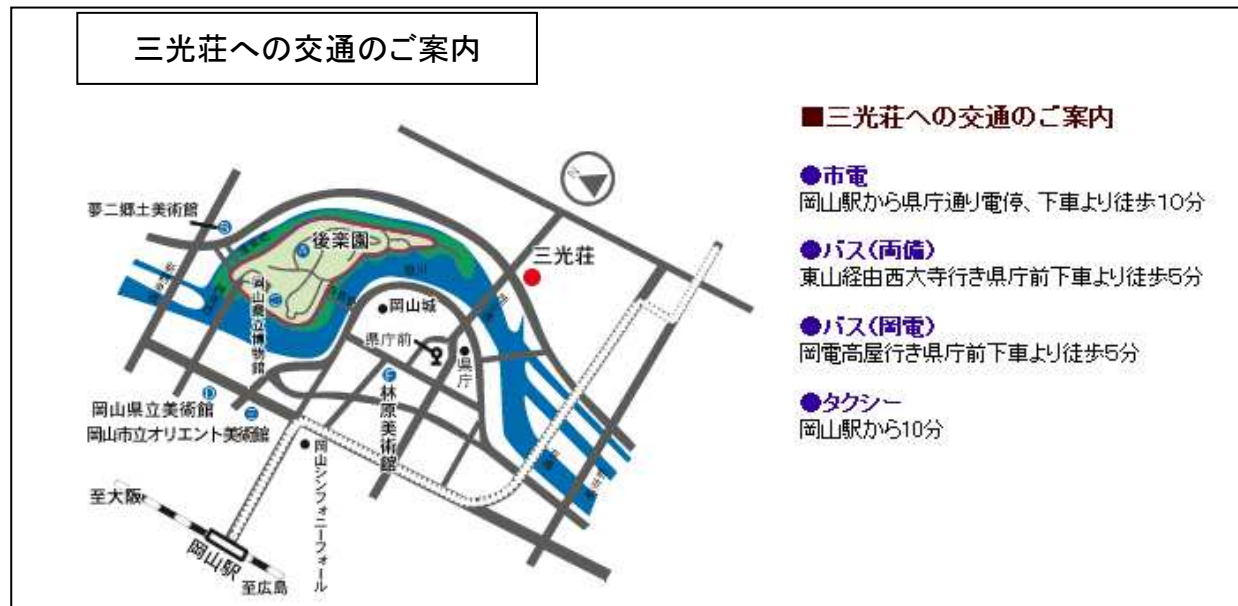 三光荘への交通のご案内
■三光荘への交通のご案内
●市電
岡山駅から県庁通り電停、下車より徒歩10分
●バス(両備)
東山経由西大寺行き県庁前下車より徒歩5分
●バス(岡電)
岡電高屋行き県庁前下車より徒歩5分
●タクシー
岡山駅から10分
夢二郷土美術館
後楽園
三光荘
岡山県立博物館
岡山城
県庁前
県庁
林原美術館
岡山県立美術館
岡山市立オリエント美術館
岡山シンフォニーフォール
至大阪
岡山駅
至広島